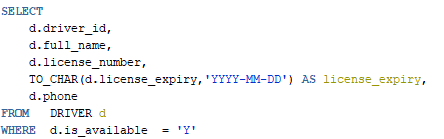 SELECT
d.driver_id,
d.full_name,
d.license_number,
TO_CHAR(d.license_expiry,'YYYY-MM-DD') AS license_expiry,
d.phone
FROM   DRIVER d
WHERE  d.is_available  = 'Y'